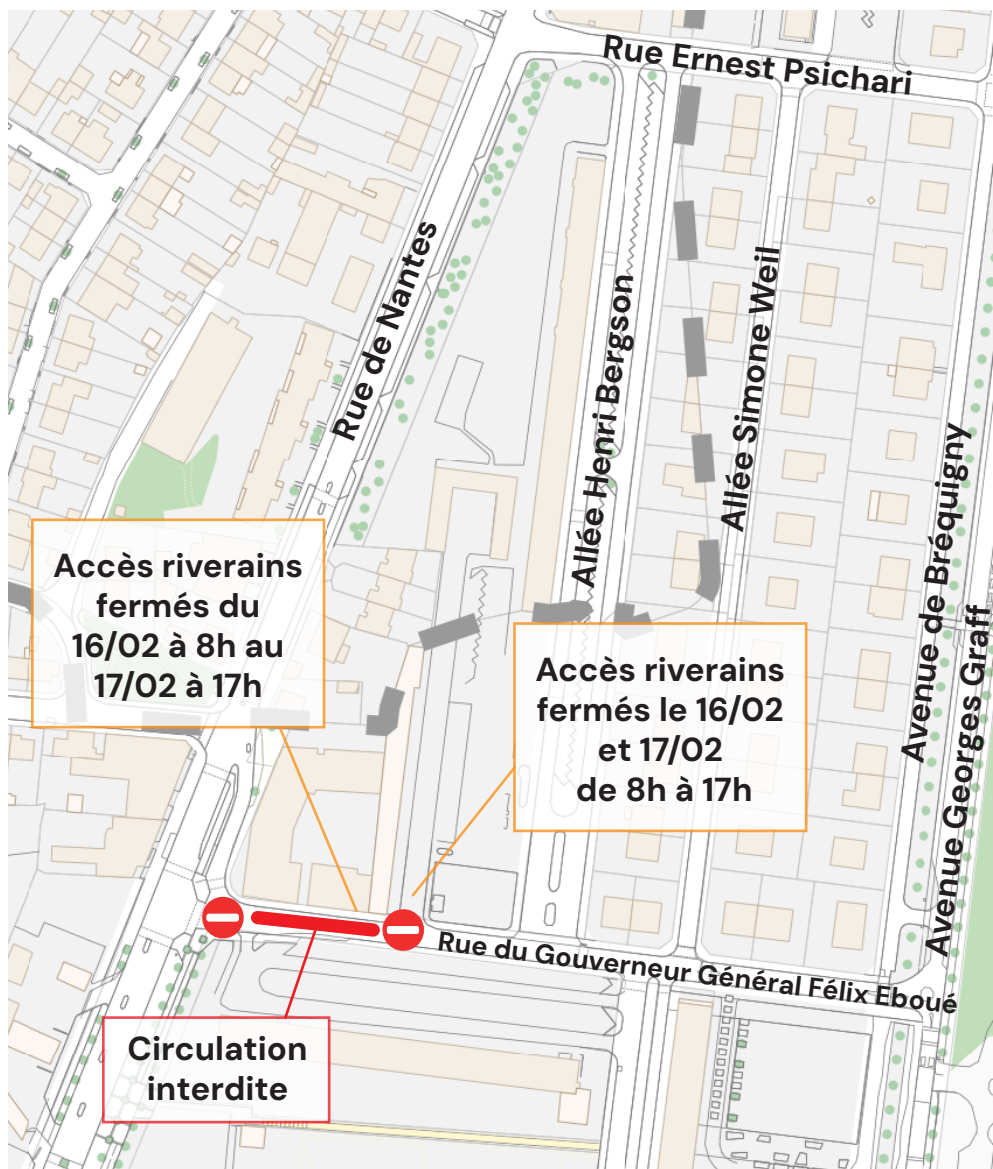 Rue Ernest Psichari
Rue de Nantes
Allée Henri Bergson
Allée Simone Weil
Avenue de Bréquigny
Avenue Georges Graff
Accès riverains
fermés du
16/02 à 8h au
17/02 à 17h
Accès riverains
fermés le 16/02
et 17/02
de 8h à 17h
Rue du Gouverneur Général Félix Eboué
Circulation
interdite